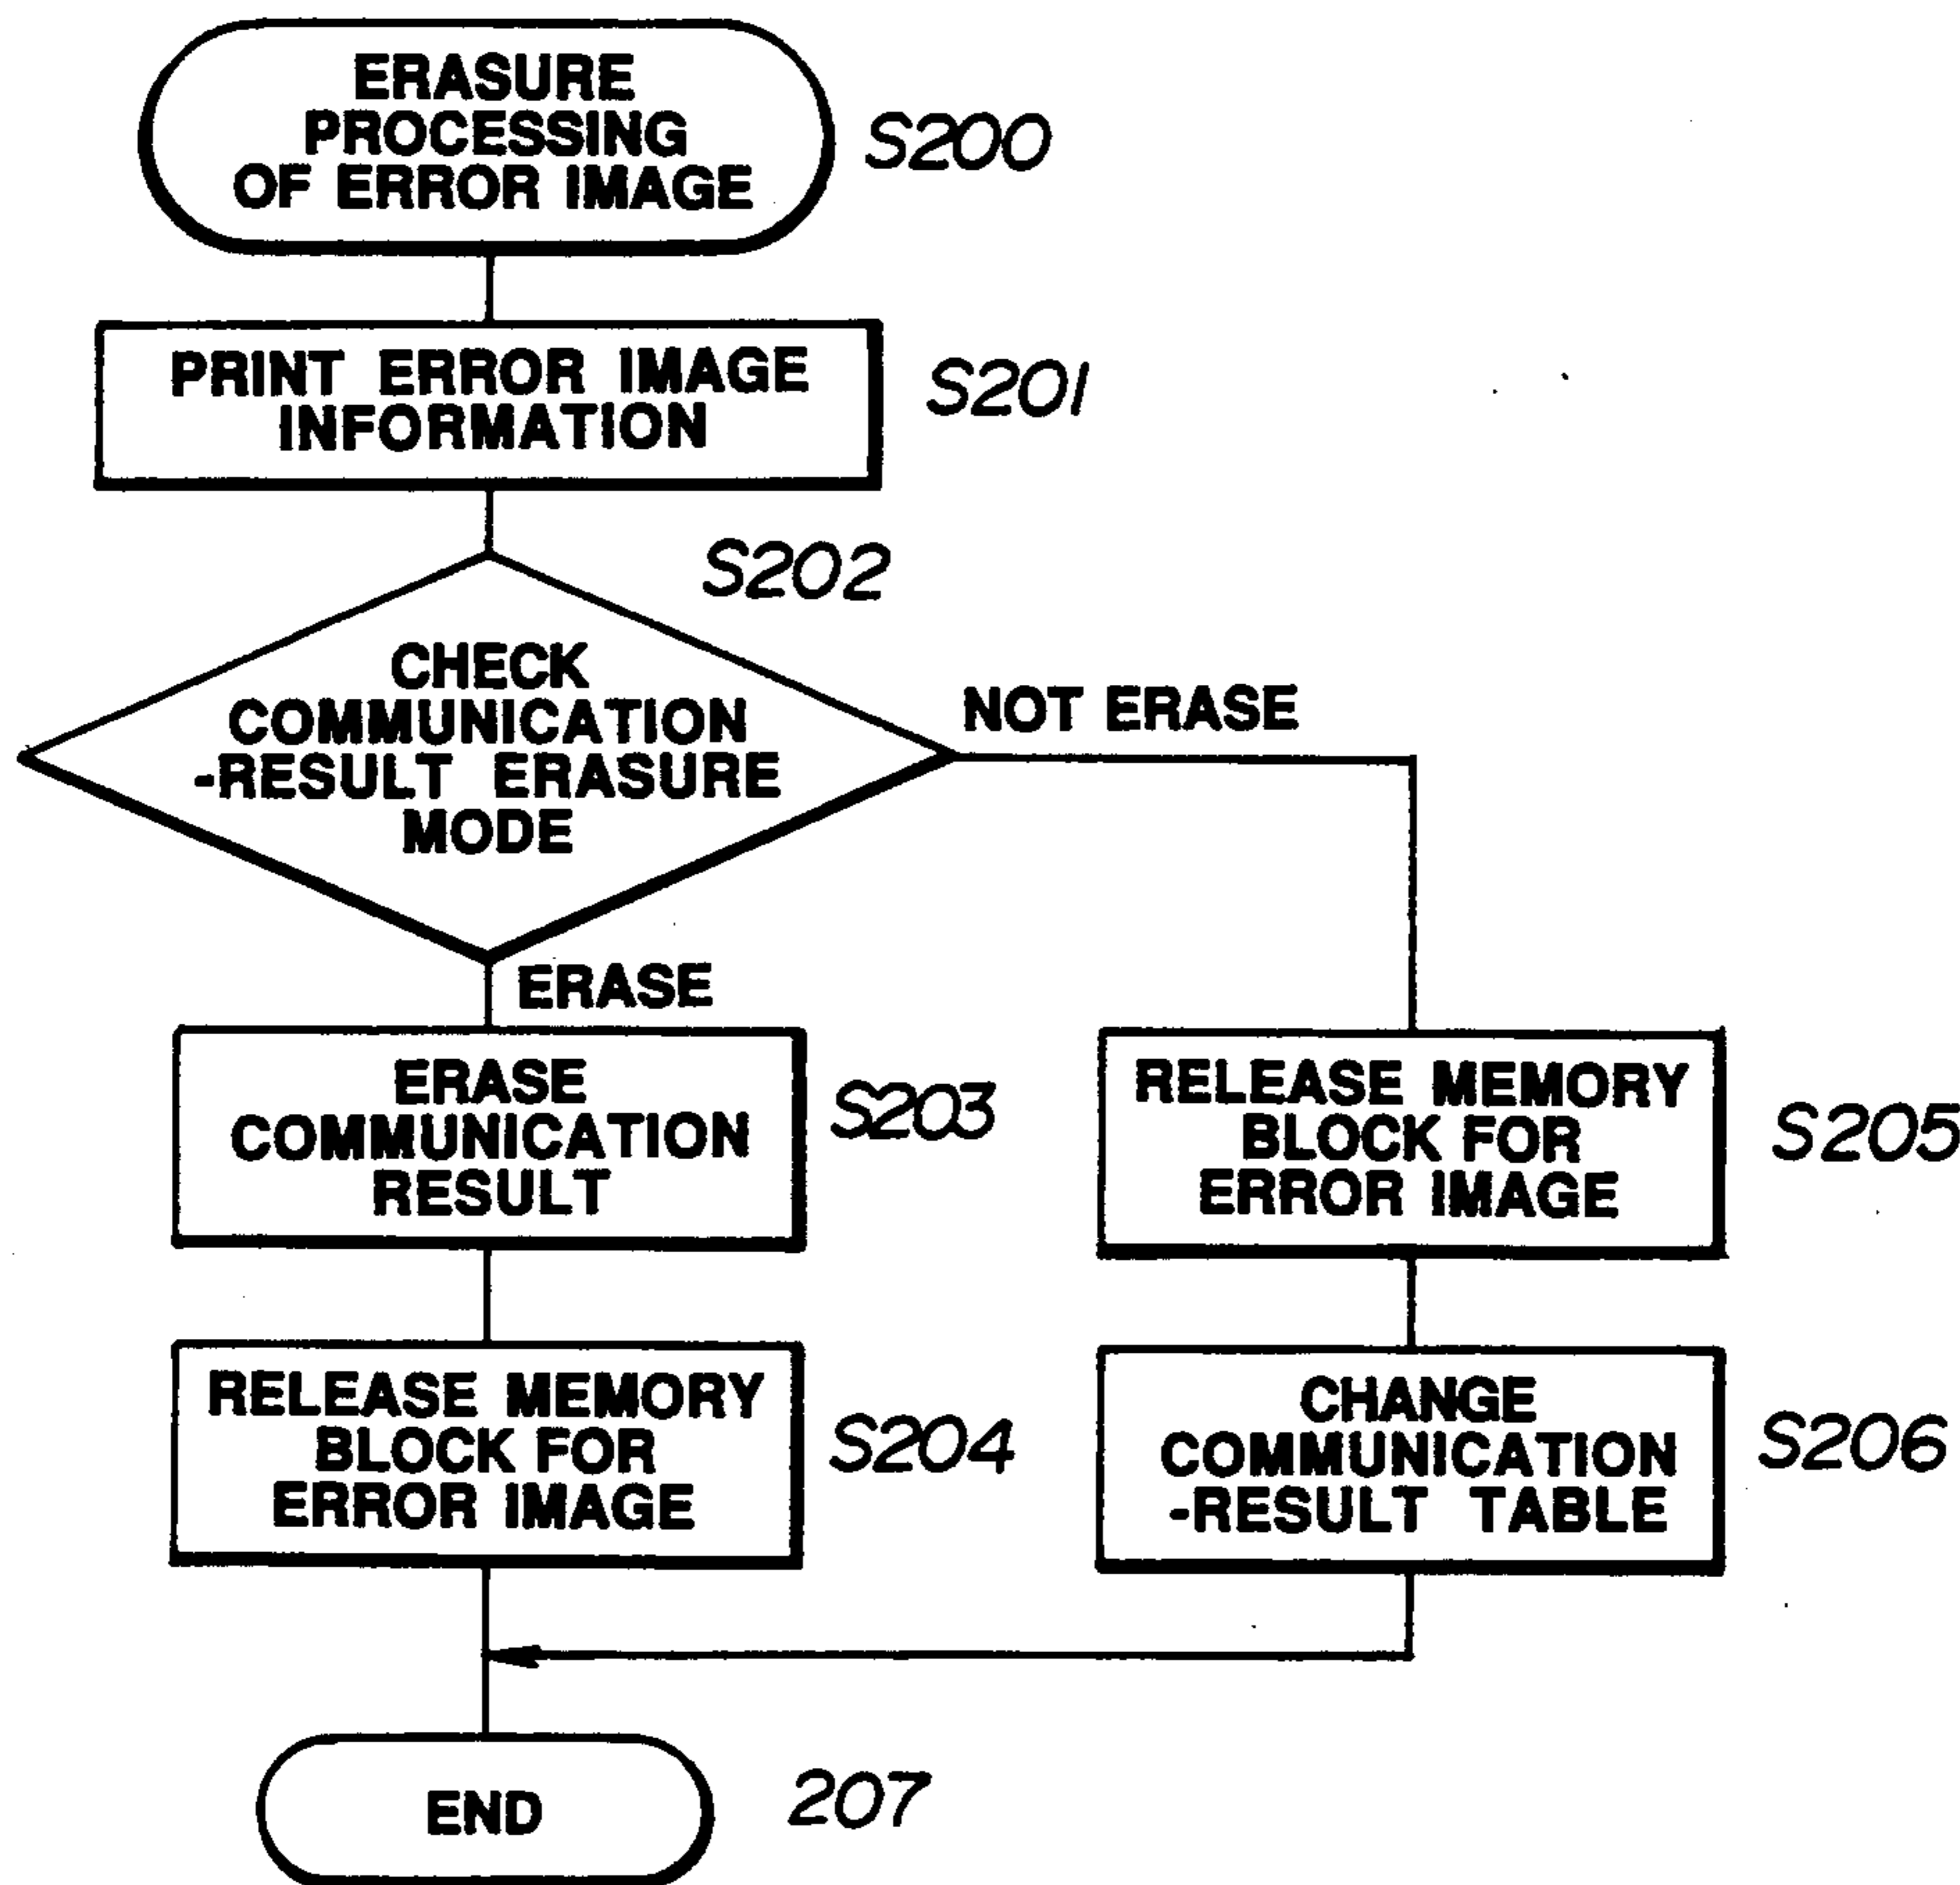 ERASURE
PROCESSING
OF ERROR IMAGE
S200
PRINT ERROR IMAGE
INFORMATION
S201
S202
CHECK
COMMUNICATION
-RESULT ERASURE
MODE
NOT ERASE
ERASE
ERASE
COMMUNICATION
RESULT
S203
RELEASE MEMORY
BLOCK FOR
ERROR IMAGE
S205
RELEASE MEMORY
BLOCK FOR
ERROR IMAGE
S204
CHANGE
COMMUNICATION
-RESULT TABLE
S206
END
207